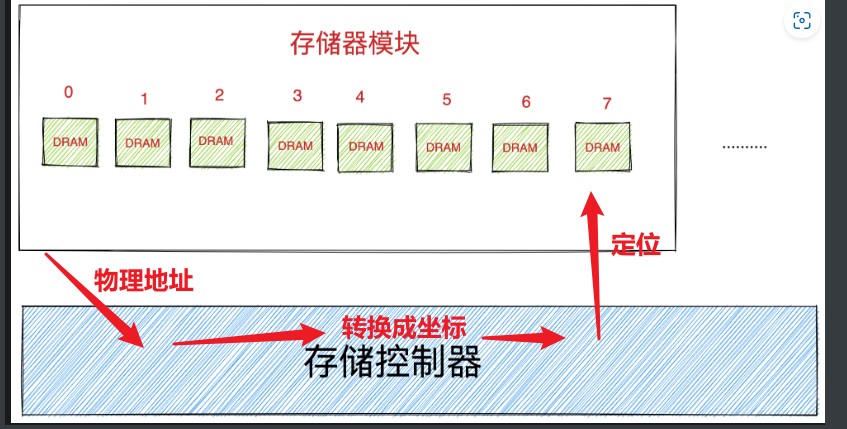 存储器模块
0 1 2 3 4 5 6 7
DRAM DRAM DRAM DRAM DRAM DRAM DRAM DRAM
..........
定位
物理地址
转换成坐标
存储控制器